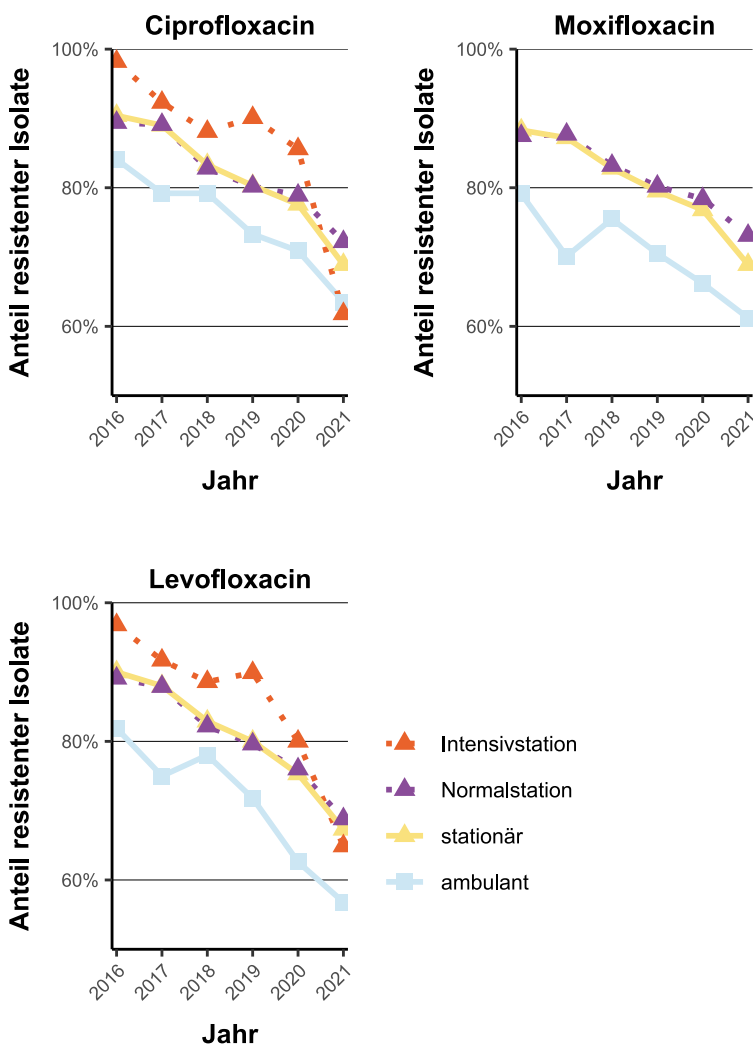 Ciprofloxacin
Anteil resistenter Isolate
100%
80%
60%
2016
2017
2018
2019
2020
2021
Jahr
Moxifloxacin
Anteil resistenter Isolate
100%
80%
60%
2016
2017
2018
2019
2020
2021
Jahr
Levofloxacin
Anteil resistenter Isolate
100%
80%
60%
2016
2017
2018
2019
2020
2021
Jahr
Intensivstation
Normalstation
stationär
ambulant